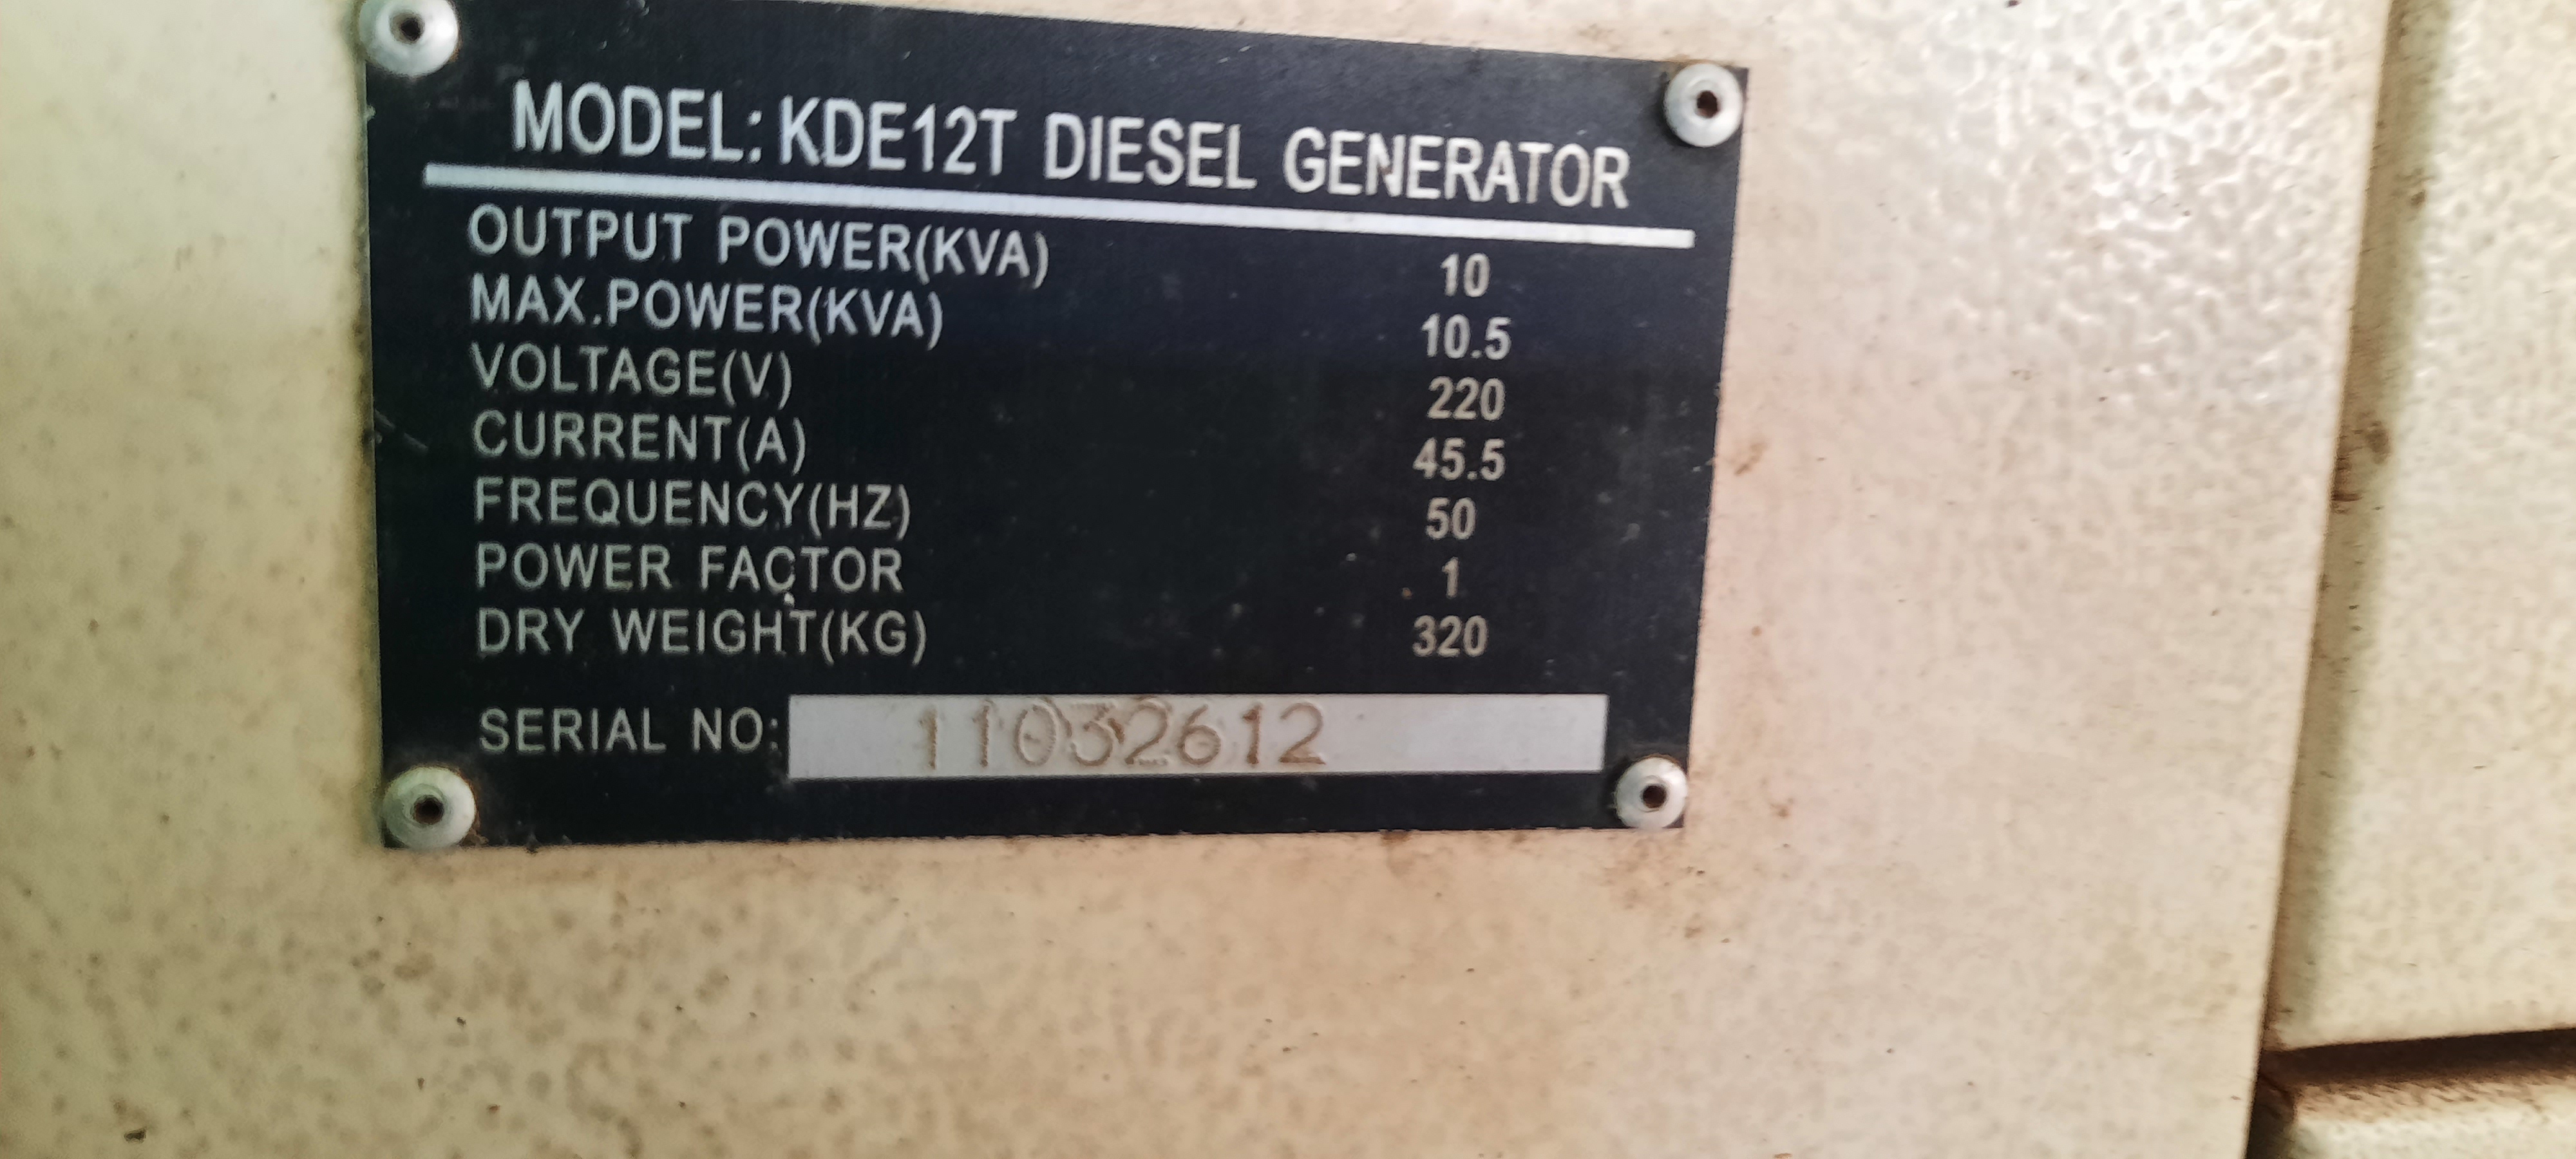 MODEL: KDE12T DIESEL GENERATOR
OUTPUT POWER(KVA) 10
MAX.POWER(KVA) 10.5
VOLTAGE(V) 220
CURRENT(A) 45.5
FREQUENCY(HZ) 50
POWER FACTOR 1
DRY WEIGHT(KG) 320
SERIAL NO: 11032612